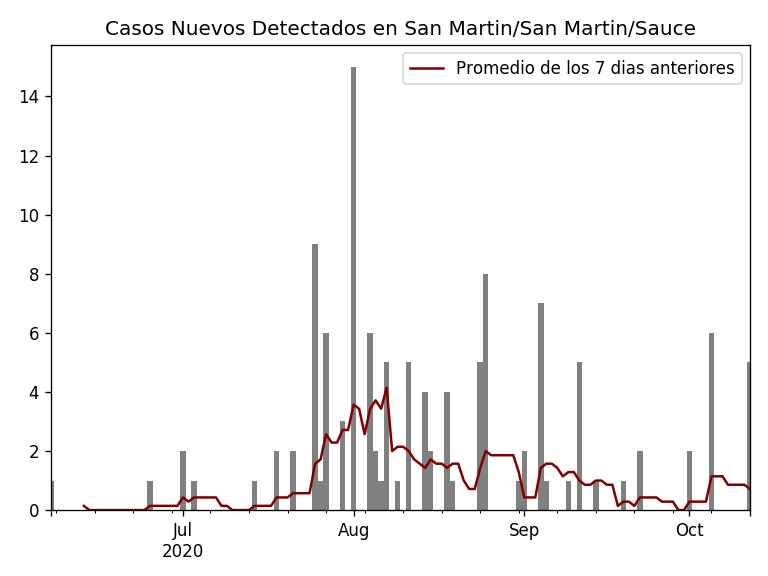 Casos Nuevos Detectados en San Martin/San Martin/Sauce
Promedio de los 7 dias anteriores
14
12
10
8
6
4
2
0
Jul
2020
Aug
Sep
Oct